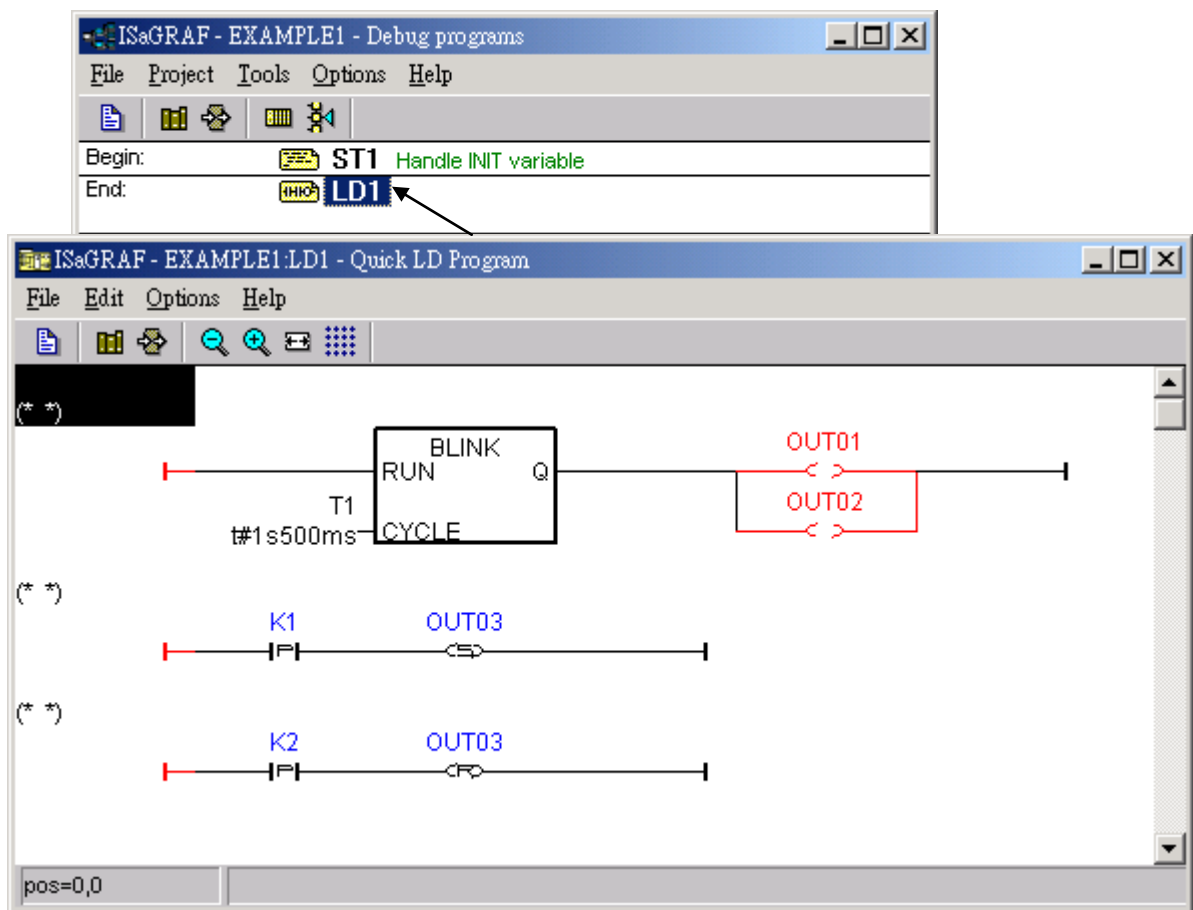 ISaGRAF - EXAMPLE1 - Debug programs
File Project Tools Options Help
Begin: ST1 Handle INIT variable
End: LD1
ISaGRAF - EXAMPLE1:LD1 - Quick LD Program
File Edit Options Help
(* *)
BLINK
OUT01
RUN Q
T1
OUT02
t#1s500ms CYCLE
(* *)
K1 OUT03
P S
(* *)
K2 OUT03
P R
pos=0,0